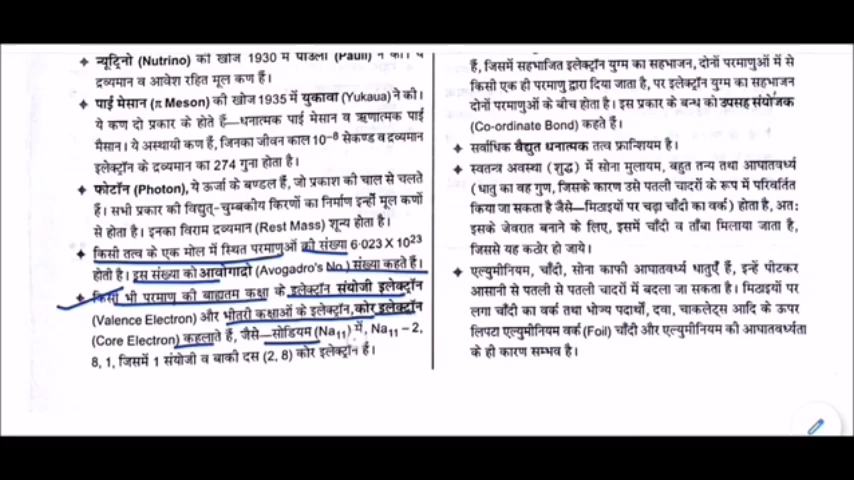 ✦ न्यूट्रिनो (Nutrino) की खोज 1930 में पाउली (Pauli) ने की। ये
द्रव्यमान व आवेश रहित मूल कण हैं।
✦ पाई मेसान (π Meson) की खोज 1935 में युकावा (Yukaua) ने की।
ये कण दो प्रकार के होते हैं—धनात्मक पाई मेसान व ऋणात्मक पाई
मैसान। ये अस्थायी कण हैं, जिनका जीवन काल 10⁻⁸ सेकण्ड व द्रव्यमान
इलेक्ट्रॉन के द्रव्यमान का 274 गुना होता है।
✦ फोटॉन (Photon), ये ऊर्जा के बण्डल हैं, जो प्रकाश की चाल से चलते
हैं। सभी प्रकार की विद्युत्-चुम्बकीय किरणों का निर्माण इन्हीं मूल कणों
से होता है। इनका विराम द्रव्यमान (Rest Mass) शून्य होता है।
✦ किसी तत्व के एक मोल में स्थित परमाणुओं की संख्या 6·023 X 10²³
होती है। इस संख्या को आवोगाद्रो (Avogadro's No.) संख्या कहते हैं।
✦ किसी भी परमाणु की बाह्यतम कक्षा के इलेक्ट्रॉन संयोजी इलेक्ट्रॉन
(Valence Electron) और भीतरी कक्षाओं के इलेक्ट्रॉन, कोर इलेक्ट्रॉन
(Core Electron) कहलाते हैं, जैसे—सोडियम (Na₁₁) में, Na₁₁ – 2,
8, 1, जिसमें 1 संयोजी व बाकी दस (2, 8) कोर इलेक्ट्रॉन हैं।
हैं, जिसमें सहभाजित इलेक्ट्रॉन युग्म का सहभाजन, दोनों परमाणुओं में से
किसी एक ही परमाणु द्वारा दिया जाता है, पर इलेक्ट्रॉन युग्म का सहभाजन
दोनों परमाणुओं के बीच होता है। इस प्रकार के बन्ध को उपसह संयोजक
(Co-ordinate Bond) कहते हैं।
✦ सर्वाधिक वैद्युत धनात्मक तत्व फ्रान्शियम है।
✦ स्वतन्त्र अवस्था (शुद्ध) में सोना मुलायम, बहुत तन्य तथा आघातवर्ध्य
(धातु का वह गुण, जिसके कारण उसे पतली चादरों के रूप में परिवर्तित
किया जा सकता है जैसे—मिठाइयों पर चढ़ा चाँदी का वर्क) होता है, अत:
इसके जेवरात बनाने के लिए, इसमें चाँदी व ताँबा मिलाया जाता है,
जिससे यह कठोर हो जाये।
✦ एल्युमीनियम, चाँदी, सोना काफी आघातवर्ध्य धातुएँ हैं, इन्हें पीटकर
आसानी से पतली से पतली चादरों में बदला जा सकता है। मिठाइयों पर
लगा चाँदी का वर्क तथा भोज्य पदार्थों, दवा, चाकलेट्स आदि के ऊपर
लिपटा एल्युमीनियम वर्क (Foil) चाँदी और एल्युमीनियम की आघातवर्ध्यता
के ही कारण सम्भव है।